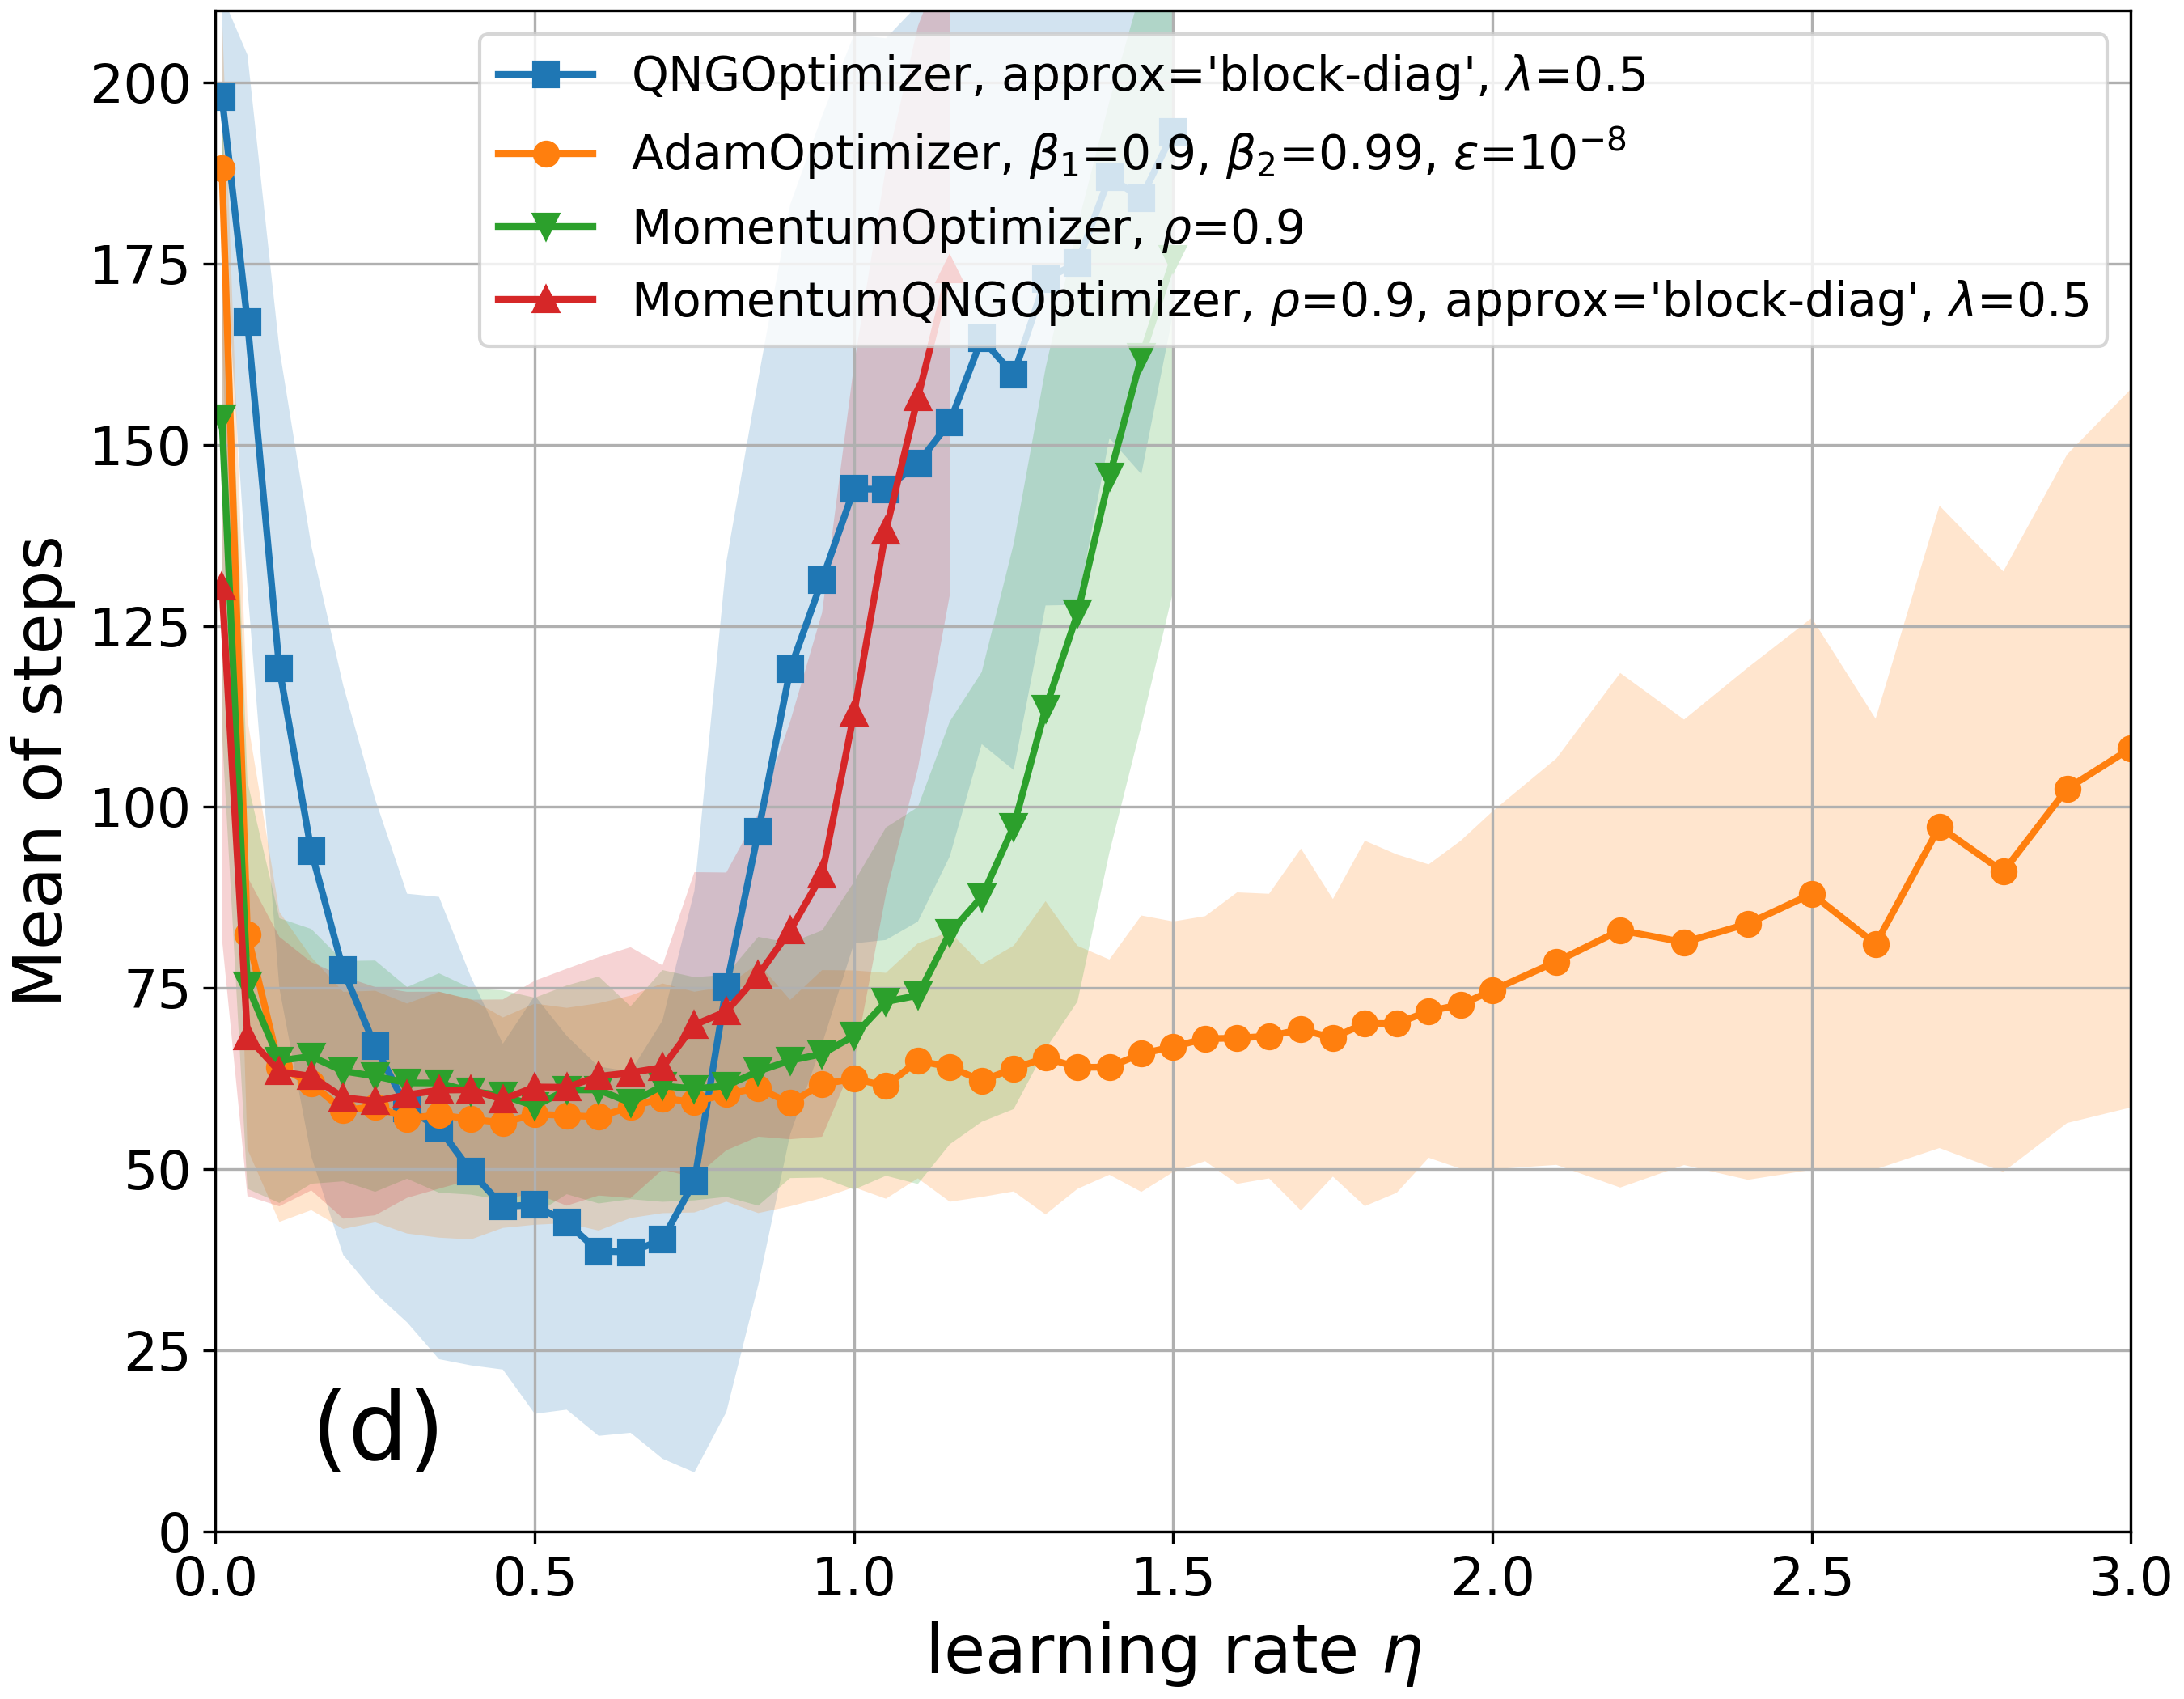 QNGOptimizer, approx='block-diag', λ=0.5
AdamOptimizer, β₁=0.9, β₂=0.99, ε=10⁻⁸
MomentumOptimizer, ρ=0.9
MomentumQNGOptimizer, ρ=0.9, approx='block-diag', λ=0.5
200
175
150
125
100
75
50
25
0
Mean of steps
(d)
0.0 0.5 1.0 1.5 2.0 2.5 3.0
learning rate η